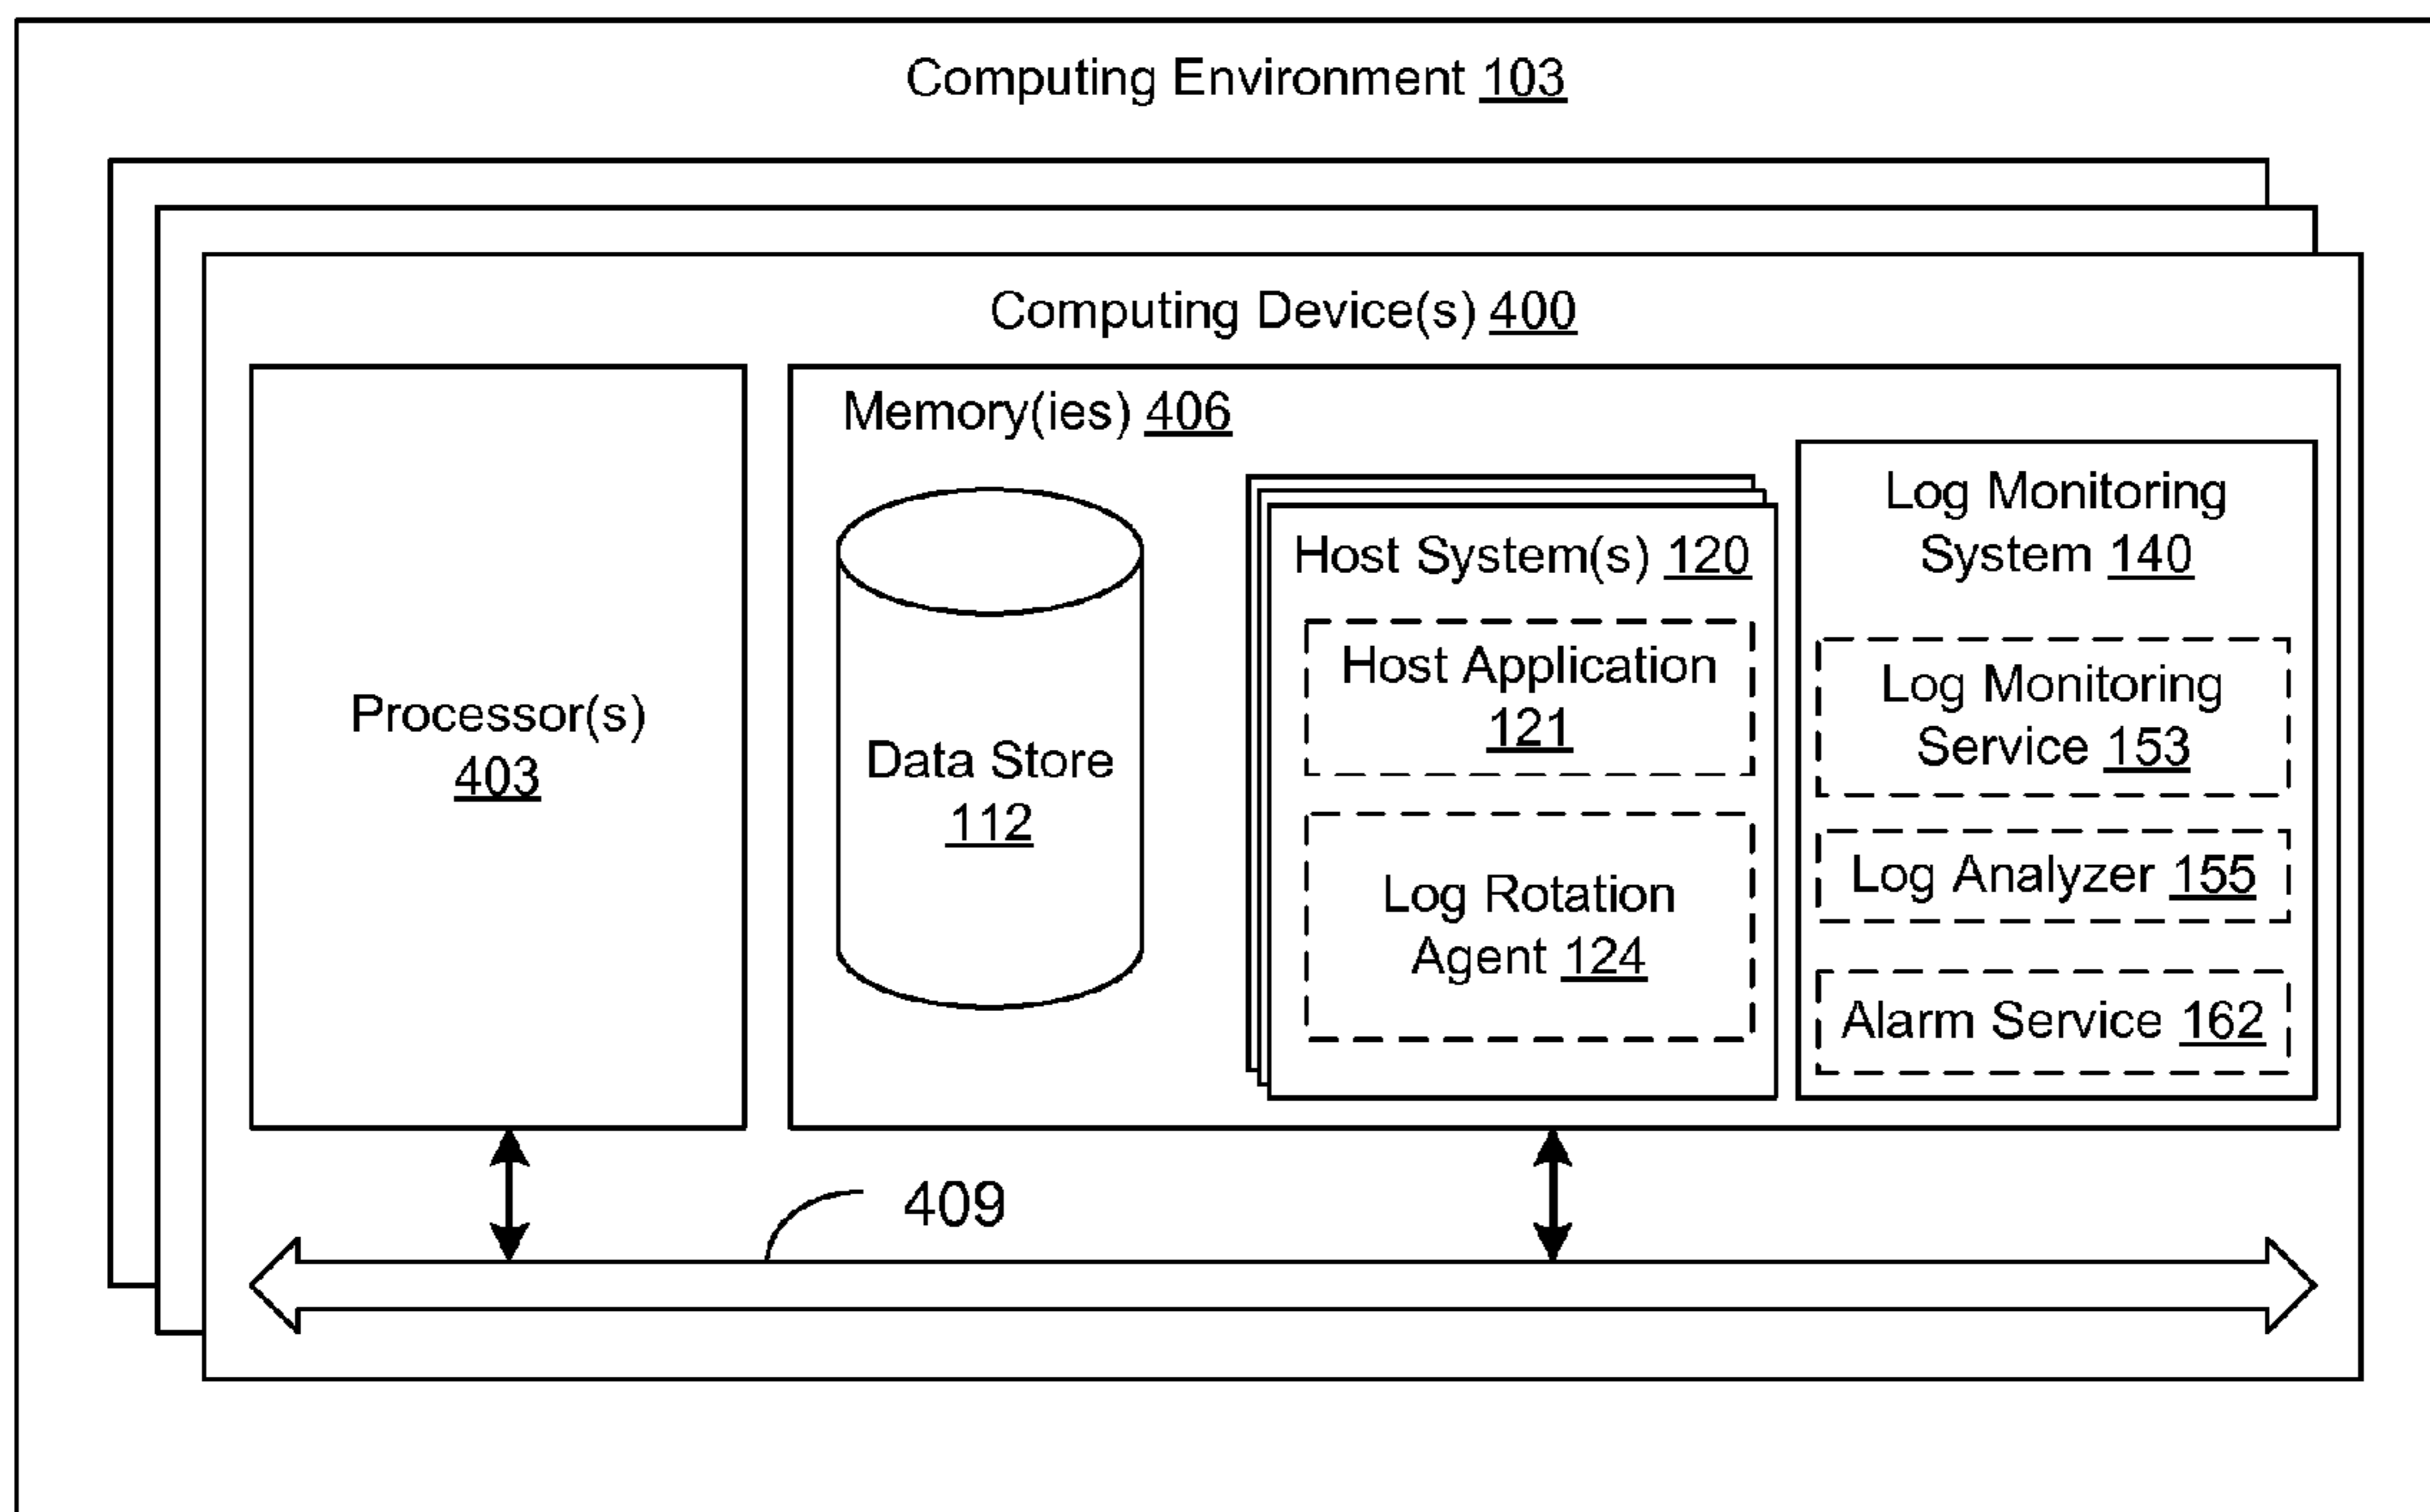 Computing Environment 103
Computing Device(s) 400
Processor(s)
403
Memory(ies) 406
Data Store
112
Host System(s) 120
Host Application
121
Log Rotation
Agent 124
Log Monitoring
System 140
Log Monitoring
Service 153
Log Analyzer 155
Alarm Service 162
409